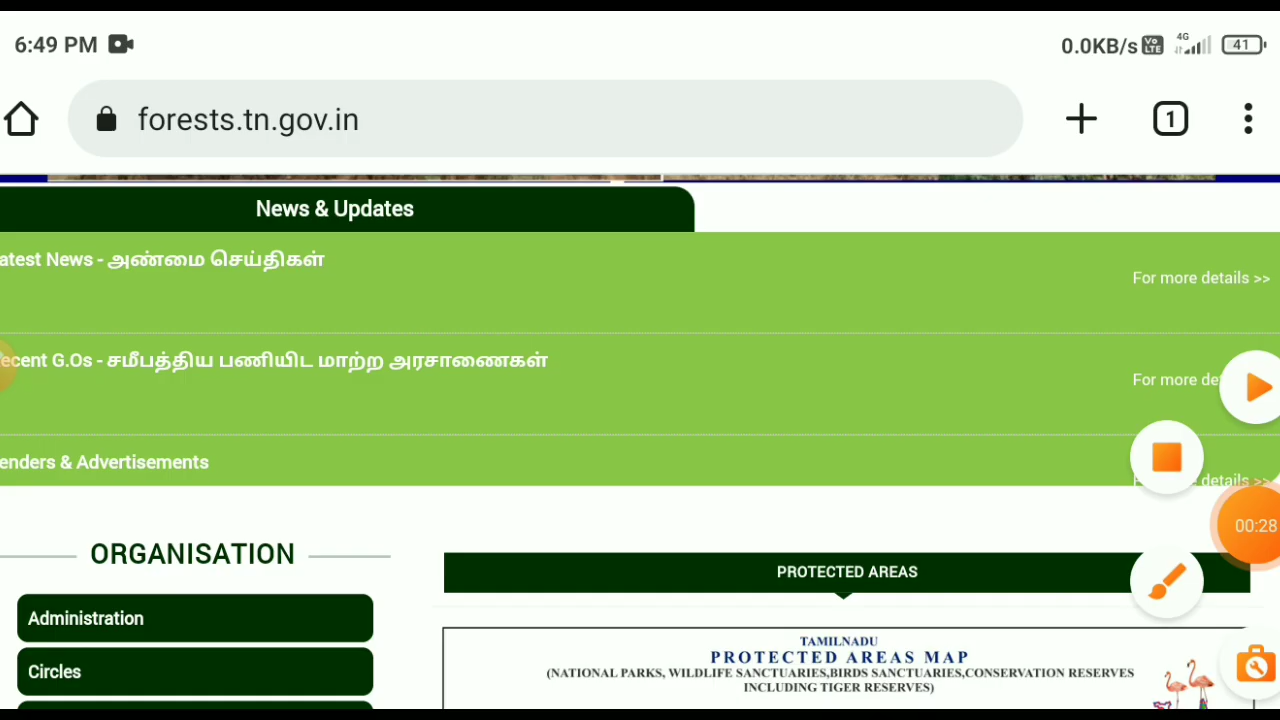 6:49 PM
0.0KB/s
Vo LTE
4G
41
forests.tn.gov.in
1
News & Updates
atest News - அண்மை செய்திகள்
For more details >>
ecent G.Os - சமீபத்திய பணியிட மாற்ற அரசாணைகள்
For more de
enders & Advertisements
details >>
00:28
ORGANISATION
PROTECTED AREAS
Administration
Circles
TAMILNADU
PROTECTED AREAS MAP
(NATIONAL PARKS, WILDLIFE SANCTUARIES,BIRDS SANCTUARIES,CONSERVATION RESERVES
INCLUDING TIGER RESERVES)